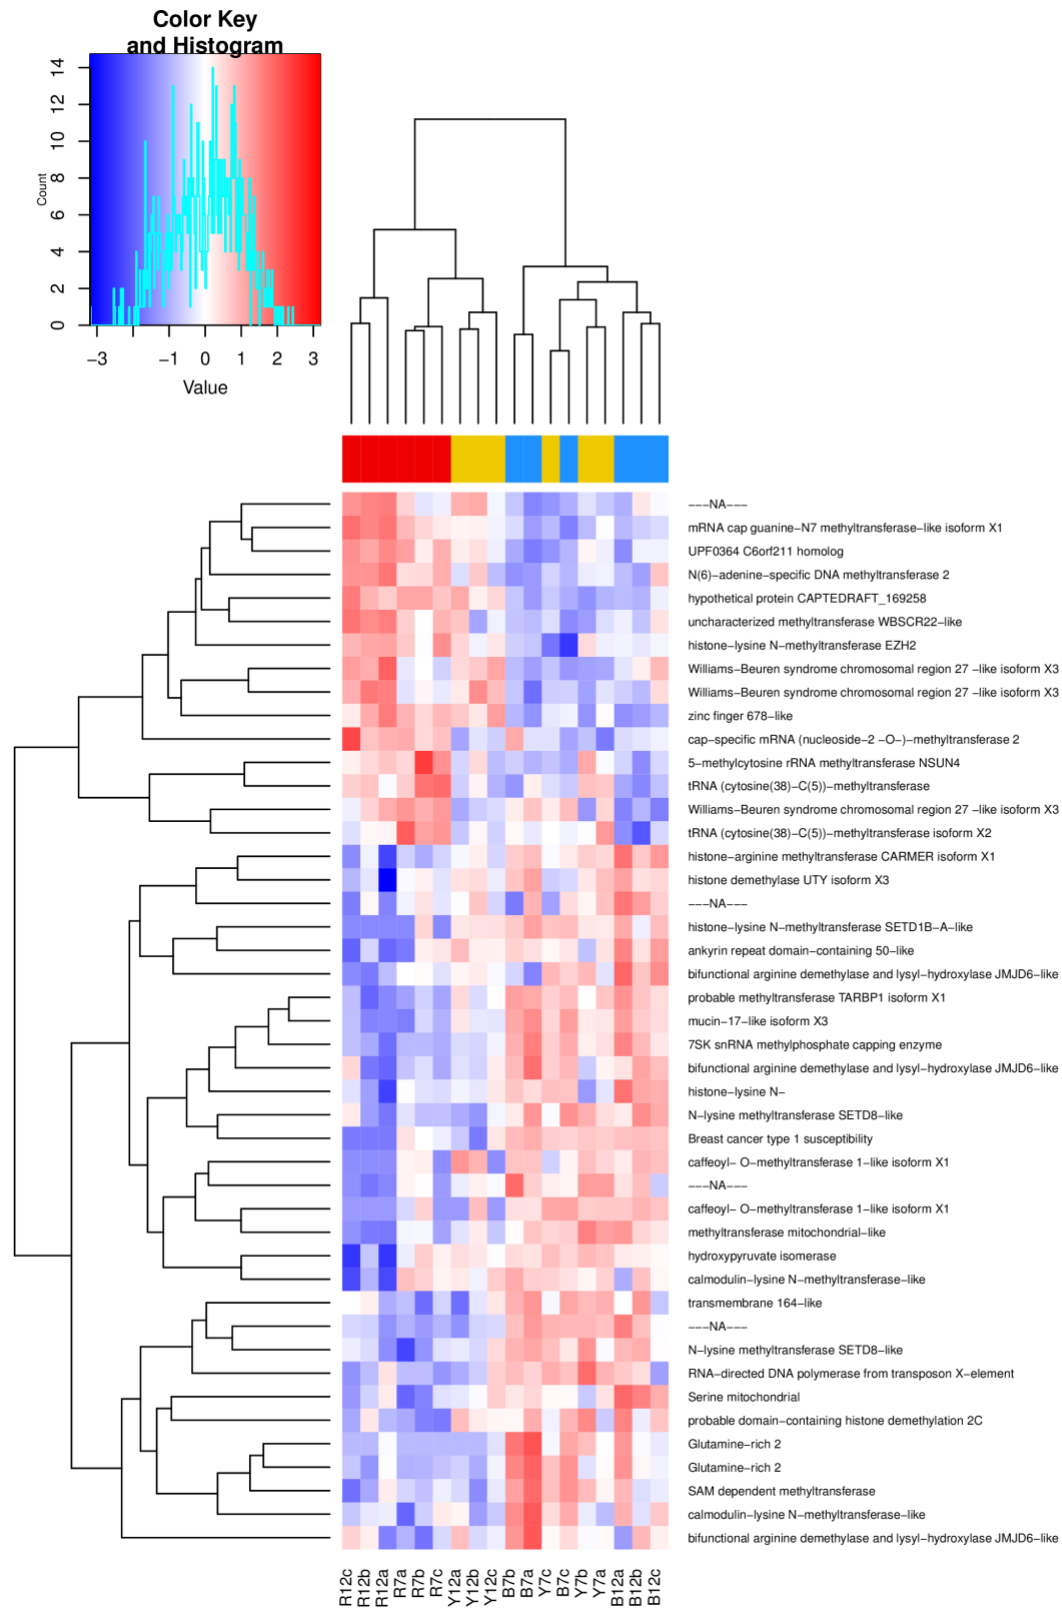 Color Key
and Histogram
Count
0
2
4
6
8
10
12
14
−3
−1
0
1
2
3
Value
−−−NA−−−
mRNA cap guanine−N7 methyltransferase−like isoform X1
UPF0364 C6orf211 homolog
N(6)−adenine−specific DNA methyltransferase 2
hypothetical protein CAPTEDRAFT_169258
uncharacterized methyltransferase WBSCR22−like
histone−lysine N−methyltransferase EZH2
Williams−Beuren syndrome chromosomal region 27 −like isoform X3
Williams−Beuren syndrome chromosomal region 27 −like isoform X3
zinc finger 678−like
cap−specific mRNA (nucleoside−2 −O−)−methyltransferase 2
5−methylcytosine rRNA methyltransferase NSUN4
tRNA (cytosine(38)−C(5))−methyltransferase
Williams−Beuren syndrome chromosomal region 27 −like isoform X3
tRNA (cytosine(38)−C(5))−methyltransferase isoform X2
histone−arginine methyltransferase CARMER isoform X1
histone demethylase UTY isoform X3
−−−NA−−−
histone−lysine N−methyltransferase SETD1B−A−like
ankyrin repeat domain−containing 50−like
bifunctional arginine demethylase and lysyl−hydroxylase JMJD6−like
probable methyltransferase TARBP1 isoform X1
mucin−17−like isoform X3
7SK snRNA methylphosphate capping enzyme
bifunctional arginine demethylase and lysyl−hydroxylase JMJD6−like
histone−lysine N−
N−lysine methyltransferase SETD8−like
Breast cancer type 1 susceptibility
caffeoyl− O−methyltransferase 1−like isoform X1
−−−NA−−−
caffeoyl− O−methyltransferase 1−like isoform X1
methyltransferase mitochondrial−like
hydroxypyruvate isomerase
calmodulin−lysine N−methyltransferase−like
transmembrane 164−like
−−−NA−−−
N−lysine methyltransferase SETD8−like
RNA−directed DNA polymerase from transposon X−element
Serine mitochondrial
probable domain−containing histone demethylation 2C
Glutamine−rich 2
Glutamine−rich 2
SAM dependent methyltransferase
calmodulin−lysine N−methyltransferase−like
bifunctional arginine demethylase and lysyl−hydroxylase JMJD6−like
R12c
R12b
R12a
R7a
R7b
R7c
Y12a
Y12b
Y12c
B7b
B7a
Y7c
B7c
Y7b
Y7a
B12a
B12b
B12c